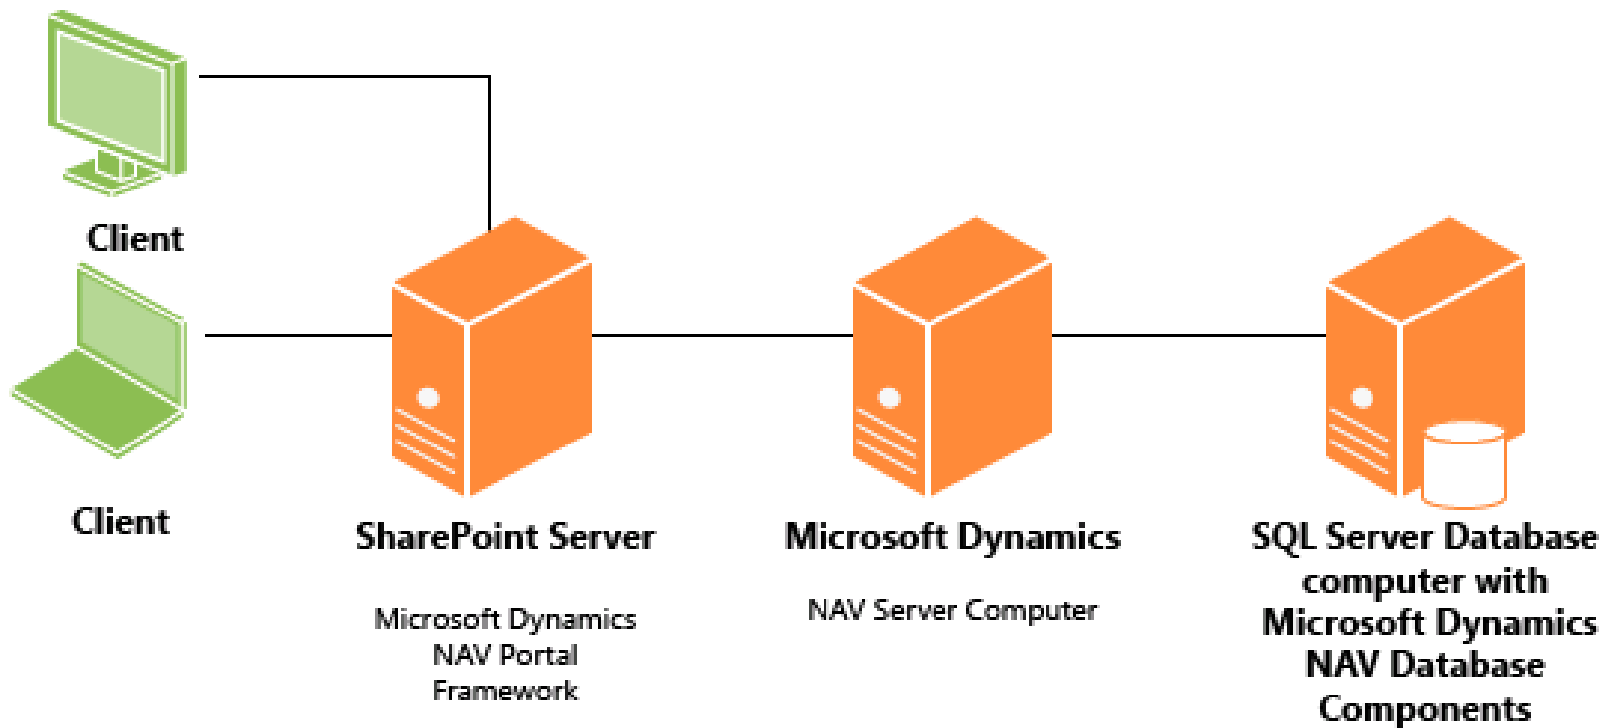 Client
Client
SharePoint Server
Microsoft Dynamics
NAV Portal
Framework
Microsoft Dynamics
NAV Server Computer
SQL Server Database
computer with
Microsoft Dynamics
NAV Database
Components